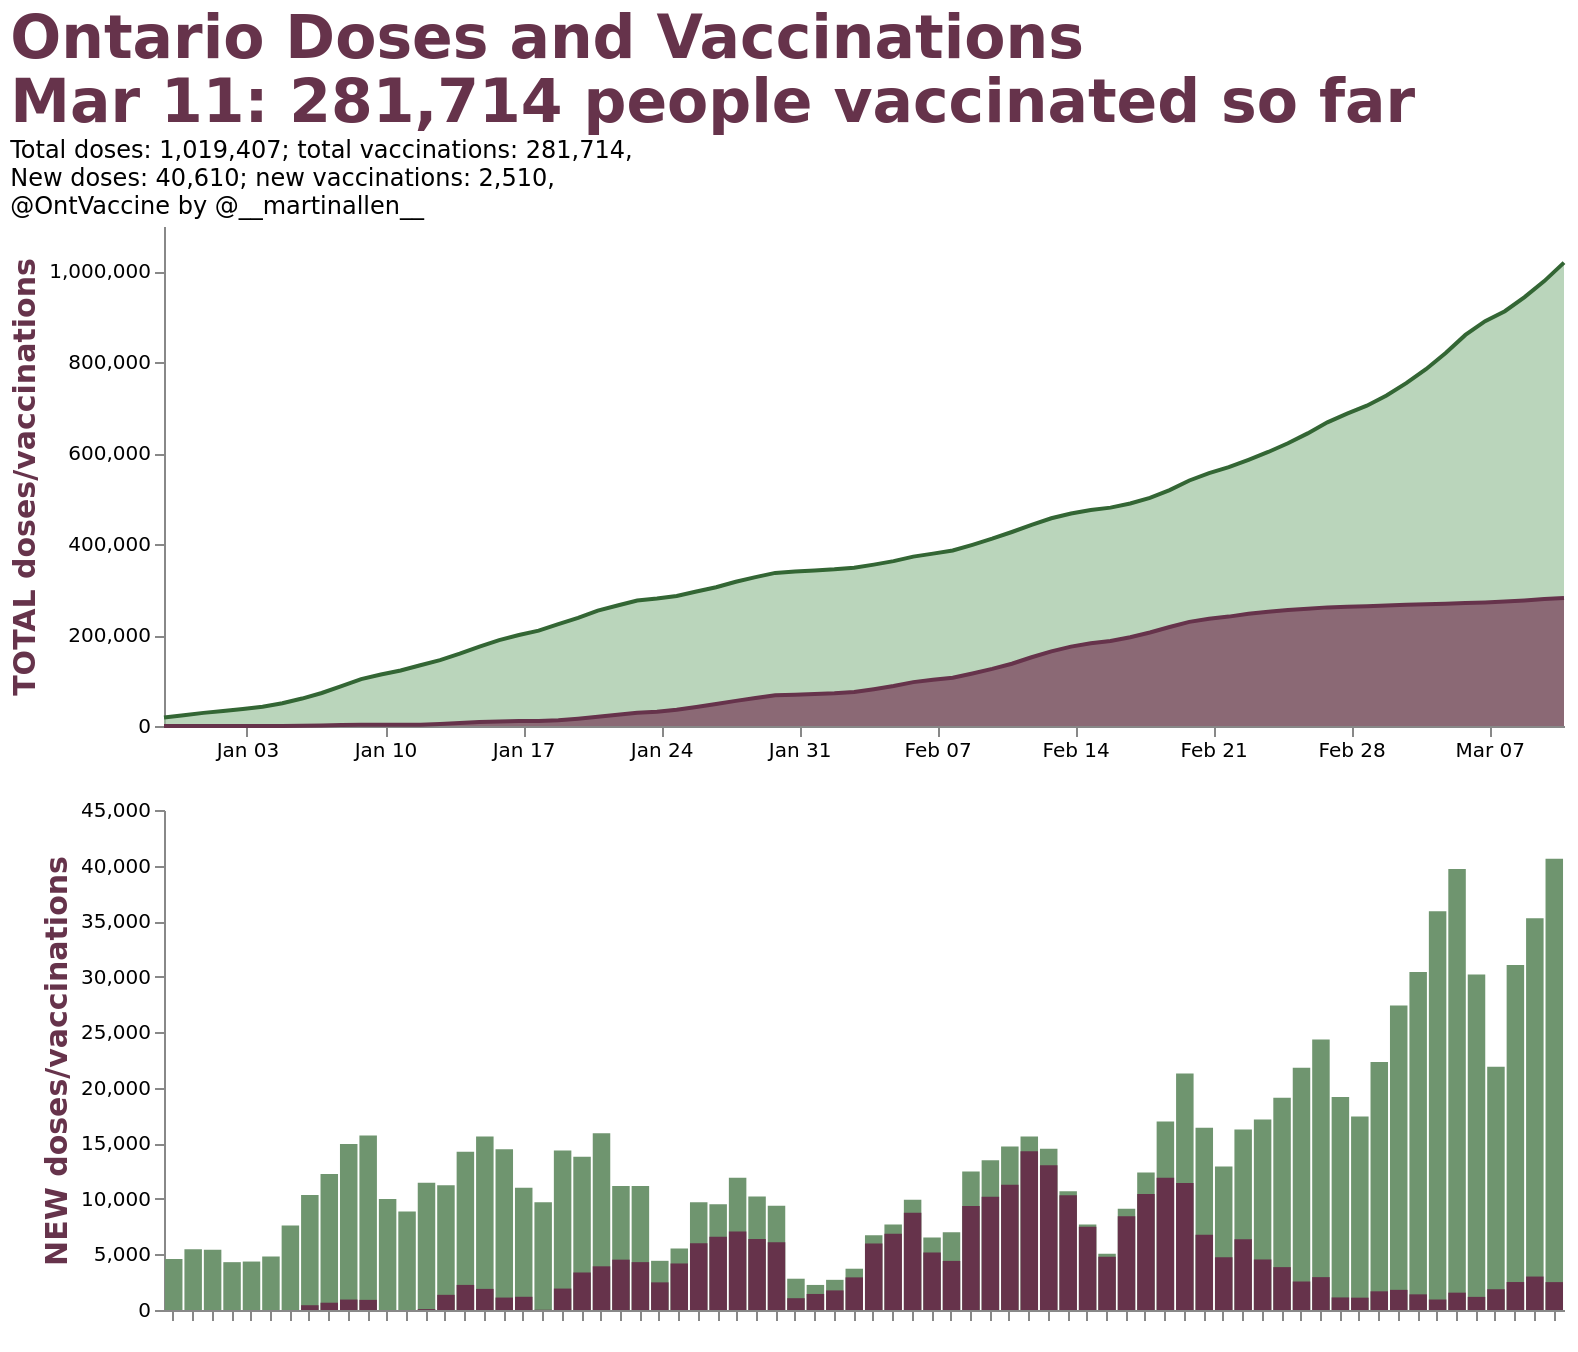 Ontario Doses and Vaccinations
Mar 11: 281,714 people vaccinated so far
Total doses: 1,019,407; total vaccinations: 281,714,
New doses: 40,610; new vaccinations: 2,510,
@OntVaccine by @__martinallen__
TOTAL doses/vaccinations
1,000,000
800,000
600,000
400,000
200,000
0
Jan 03 Jan 10 Jan 17 Jan 24 Jan 31 Feb 07 Feb 14 Feb 21 Feb 28 Mar 07
NEW doses/vaccinations
45,000
40,000
35,000
30,000
25,000
20,000
15,000
10,000
5,000
0